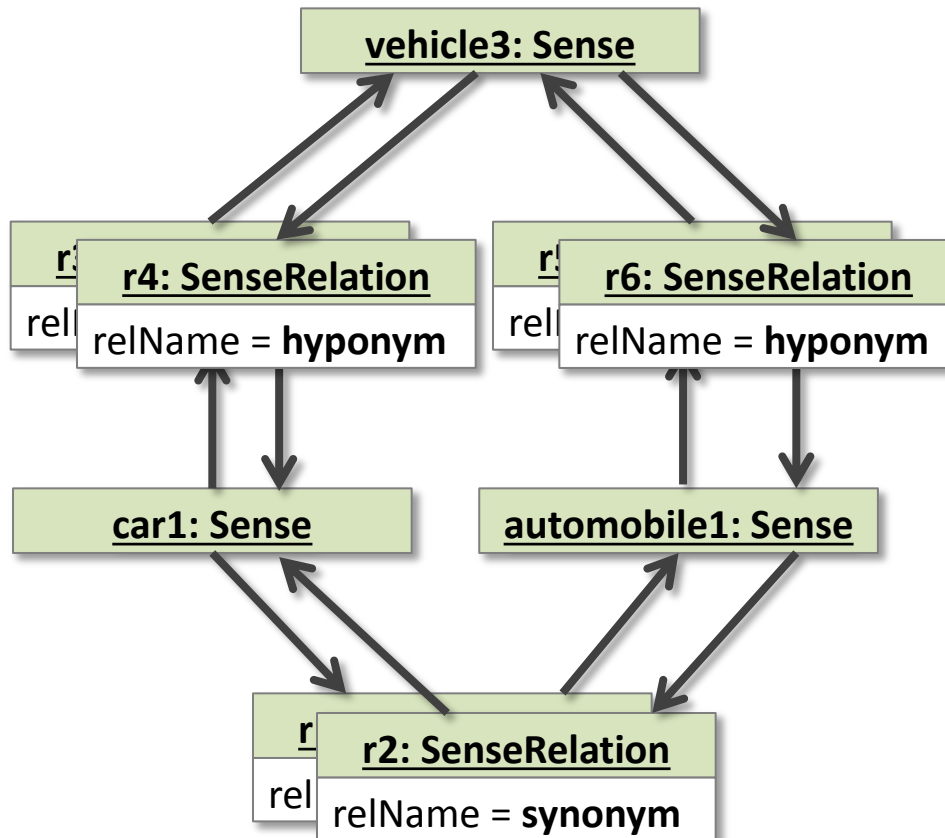 vehicle3: Sense
r4: SenseRelation
relName = hyponym
r6: SenseRelation
relName = hyponym
car1: Sense
automobile1: Sense
r2: SenseRelation
relName = synonym